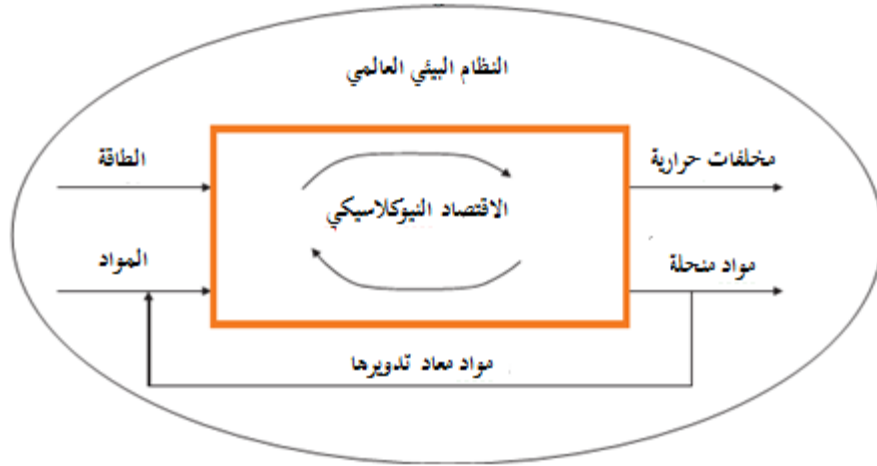 النظام البيئي العالمي
الطاقة
مخلفات حرارية
الاقتصاد النيوكلاسيكي
المواد
مواد منحلة
مواد معاد تدويرها